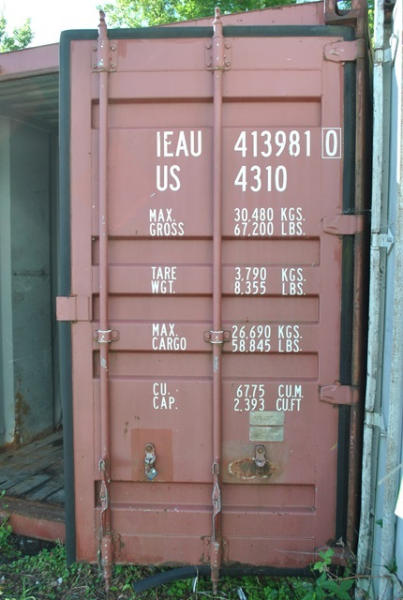 IEAU 413981 0
US 4310
MAX. 30,480 KGS.
GROSS 67,200 LBS.
TARE 3,790 KGS.
WGT. 8,355 LBS.
MAX. 26,690 KGS.
CARGO 58,845 LBS.
CU. 67.75 CU.M.
CAP. 2,393 CU.FT